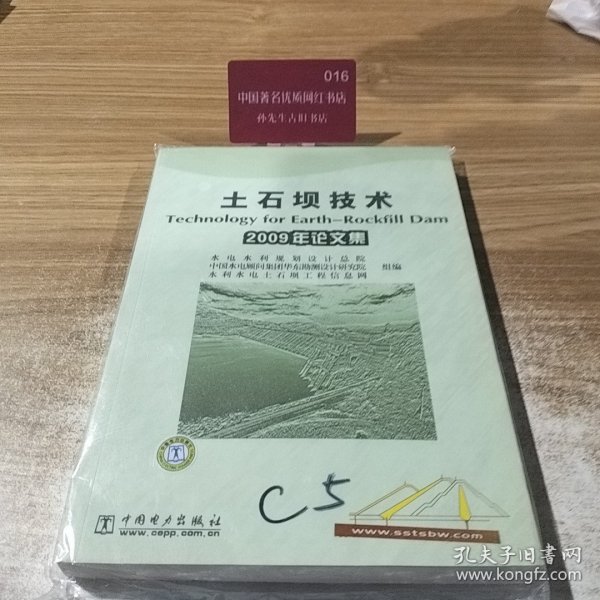 016
中国著名优质网红书店
孙先生古旧书店
土石坝技术
Technology for Earth-Rockfill Dam
2009年论文集
水电水利规划设计总院
中国水电顾问集团华东勘测设计研究院 组编
水利水电土石坝工程信息网
C5
中国电力出版社
www.cepp.com.cn
www.sstsbw.com
孔夫子旧书网
www.kongfz.com